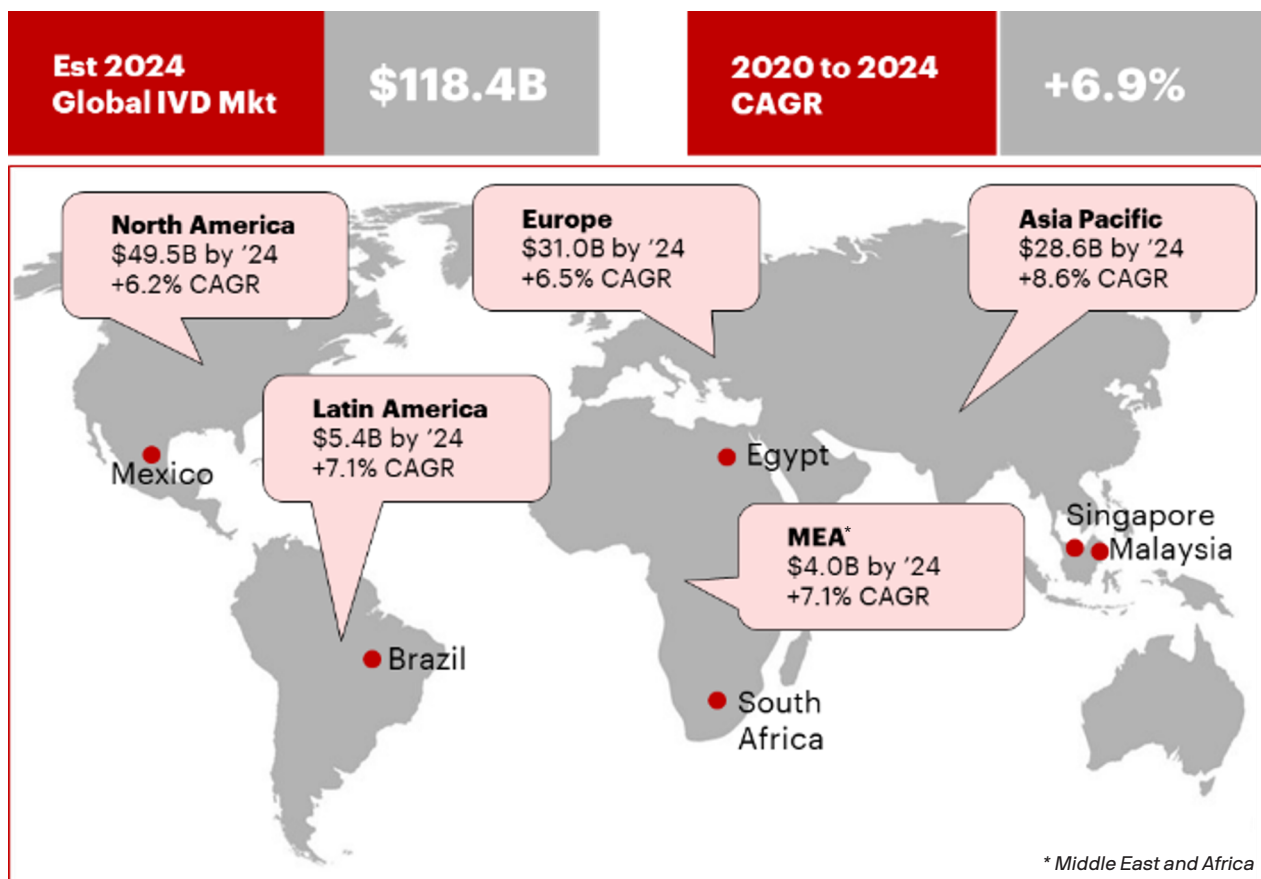 Est 2024
Global IVD Mkt
$118.4B
2020 to 2024
CAGR
+6.9%
North America
$49.5B by ‘24
+6.2% CAGR
Europe
$31.0B by ‘24
+6.5% CAGR
Asia Pacific
$28.6B by ‘24
+8.6% CAGR
Latin America
$5.4B by ‘24
+7.1% CAGR
Mexico
Egypt
MEA*
$4.0B by ‘24
+7.1% CAGR
Singapore
Malaysia
Brazil
South
Africa
* Middle East and Africa